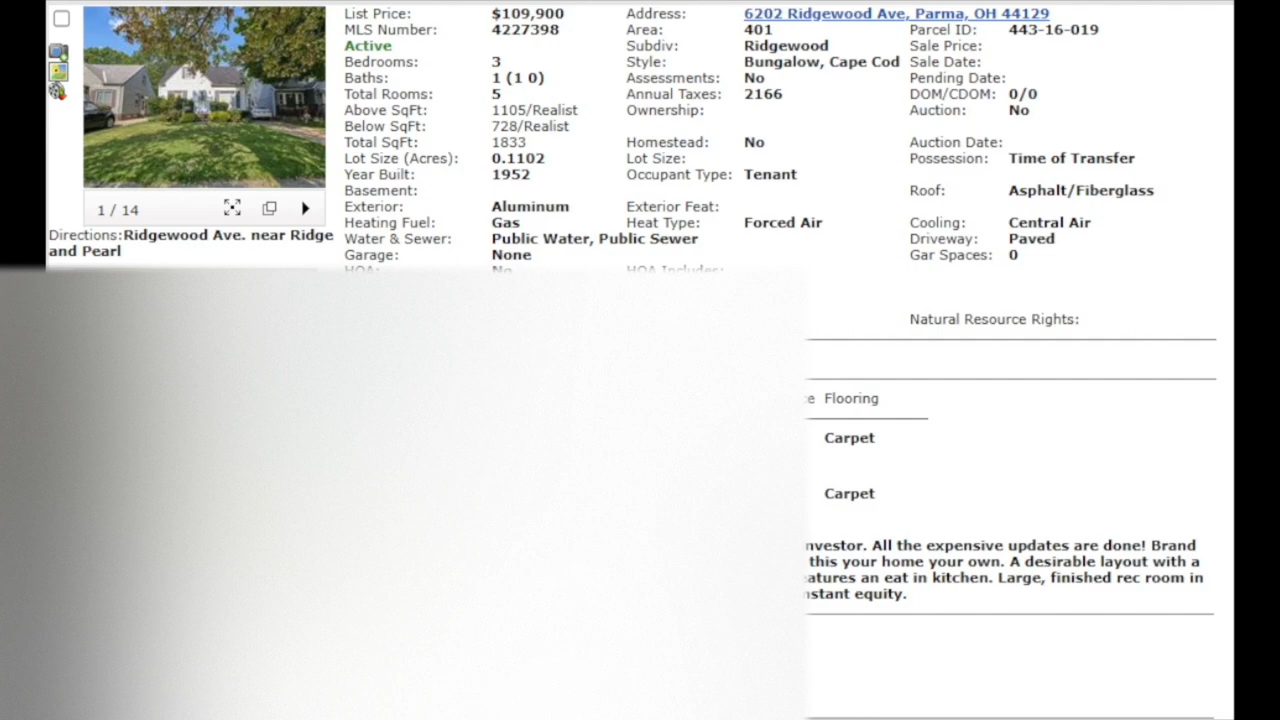 List Price: $109,900 Address: 6202 Ridgewood Ave, Parma, OH 44129
MLS Number: 4227398 Area: 401 Parcel ID: 443-16-019
Active Subdiv: Ridgewood Sale Price:
Bedrooms: 3 Style: Bungalow, Cape Cod Sale Date:
Baths: 1 (1 0) Assessments: No Pending Date:
Total Rooms: 5 Annual Taxes: 2166 DOM/CDOM: 0/0
Above SqFt: 1105/Realist Ownership: Auction: No
Below SqFt: 728/Realist
Total SqFt: 1833 Homestead: No Auction Date:
Lot Size (Acres): 0.1102 Lot Size: Possession: Time of Transfer
Year Built: 1952 Occupant Type: Tenant
Basement: Roof: Asphalt/Fiberglass
Exterior: Aluminum Exterior Feat:
Heating Fuel: Gas Heat Type: Forced Air Cooling: Central Air
Water & Sewer: Public Water, Public Sewer Driveway: Paved
Garage: None Gar Spaces: 0
HOA: No HOA Includes:
1 / 14
Directions:Ridgewood Ave. near Ridge
and Pearl
Natural Resource Rights:
Flooring
Carpet
Carpet
. All the expensive updates are done! Brand
this your home your own. A desirable layout with a
an eat in kitchen. Large, finished rec room in
equity.